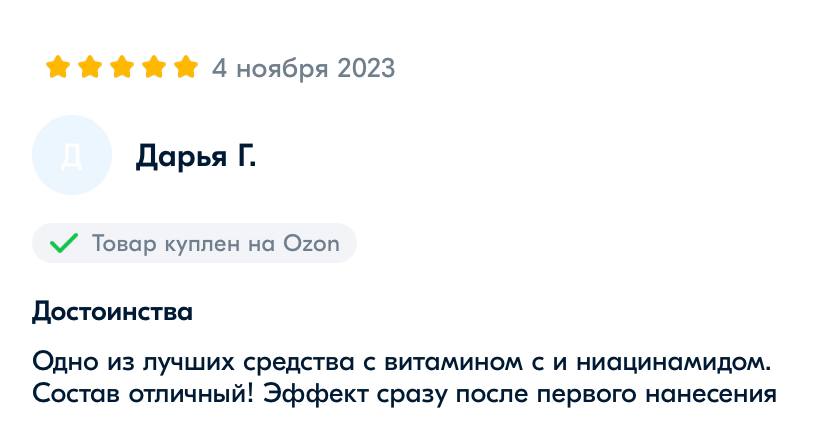 4 ноября 2023
Д
Дарья Г.
Товар куплен на Ozon
Достоинства
Одно из лучших средства с витамином с и ниацинамидом.
Состав отличный! Эффект сразу после первого нанесения